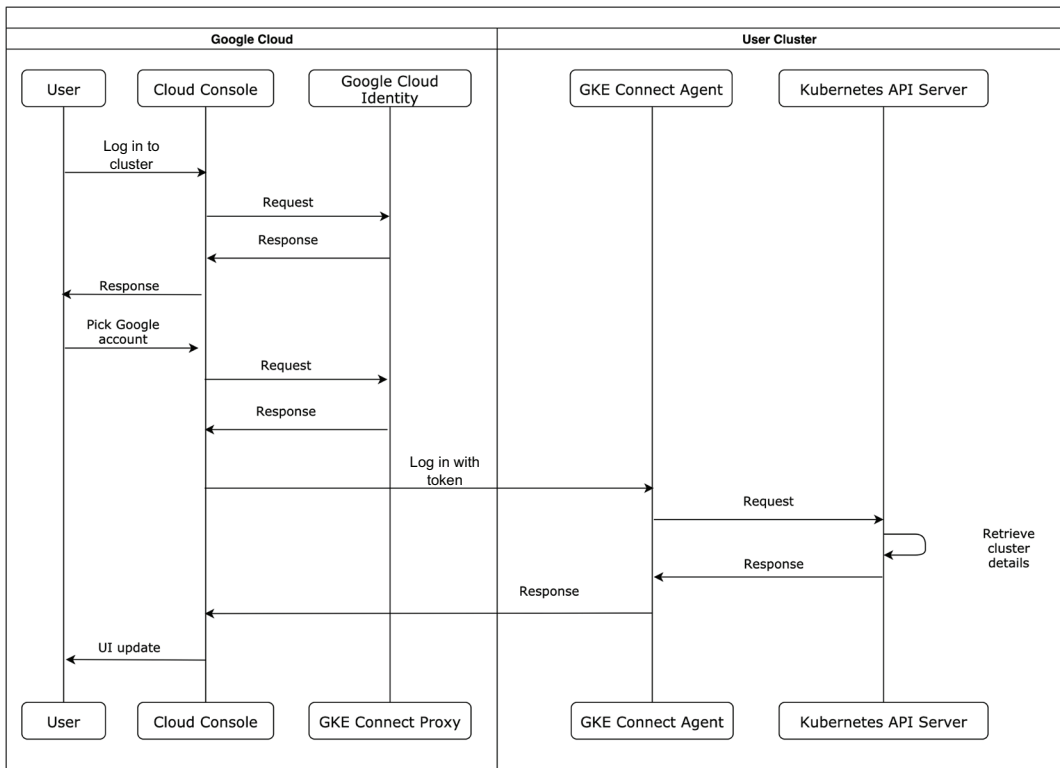 Google Cloud
User Cluster
User
Cloud Console
Google Cloud
Identity
GKE Connect Agent
Kubernetes API Server
Log in to
cluster
Request
Response
Response
Pick Google
account
Request
Response
Log in with
token
Request
Retrieve
cluster
details
Response
Response
UI update
User
Cloud Console
GKE Connect Proxy
GKE Connect Agent
Kubernetes API Server